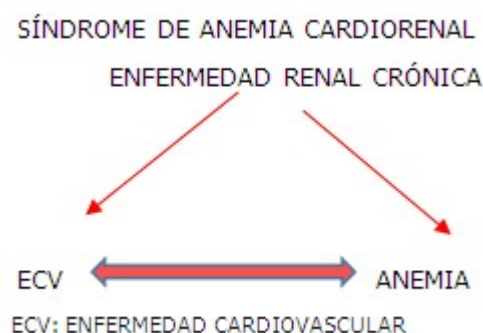 SÍNDROME DE ANEMIA CARDIORENAL
ENFERMEDAD RENAL CRÓNICA
ECV
ANEMIA
ECV: ENFERMEDAD CARDIOVASCULAR